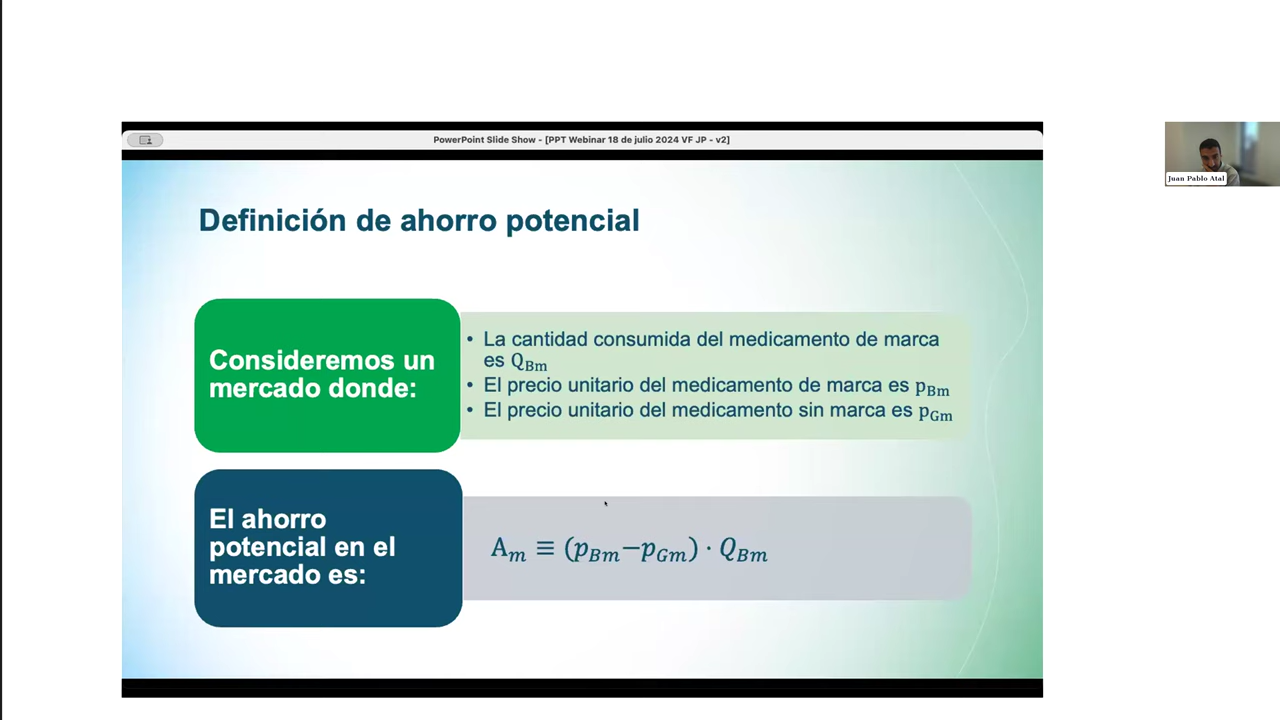 PowerPoint Slide Show - [PPT Webinar 18 de julio 2024 VF JP - v2]
Definición de ahorro potencial
Consideremos un
mercado donde:
• La cantidad consumida del medicamento de marca
es Q_Bm
• El precio unitario del medicamento de marca es p_Bm
• El precio unitario del medicamento sin marca es p_Gm
El ahorro
potencial en el
mercado es:
A_m ≡ (p_Bm−p_Gm) · Q_Bm
Juan Pablo Atal